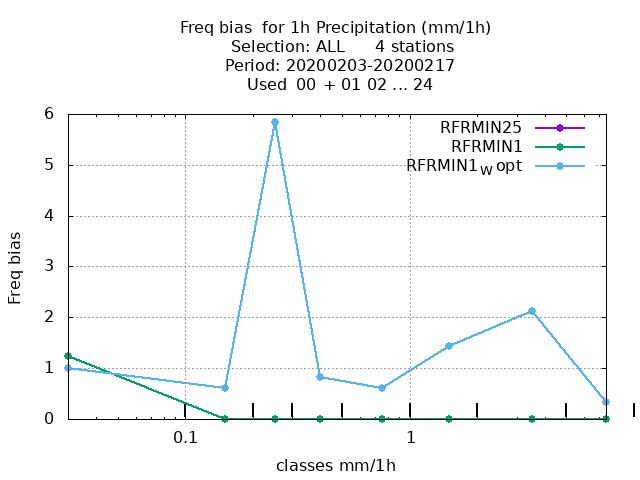 Freq bias  for 1h Precipitation (mm/1h)
Selection: ALL      4 stations
Period: 20200203-20200217
Used  00 + 01 02 ... 24
RFRMIN25
RFRMIN1
RFRMIN1W opt
6
5
4
3
2
1
0
Freq bias
0.1 1
classes mm/1h